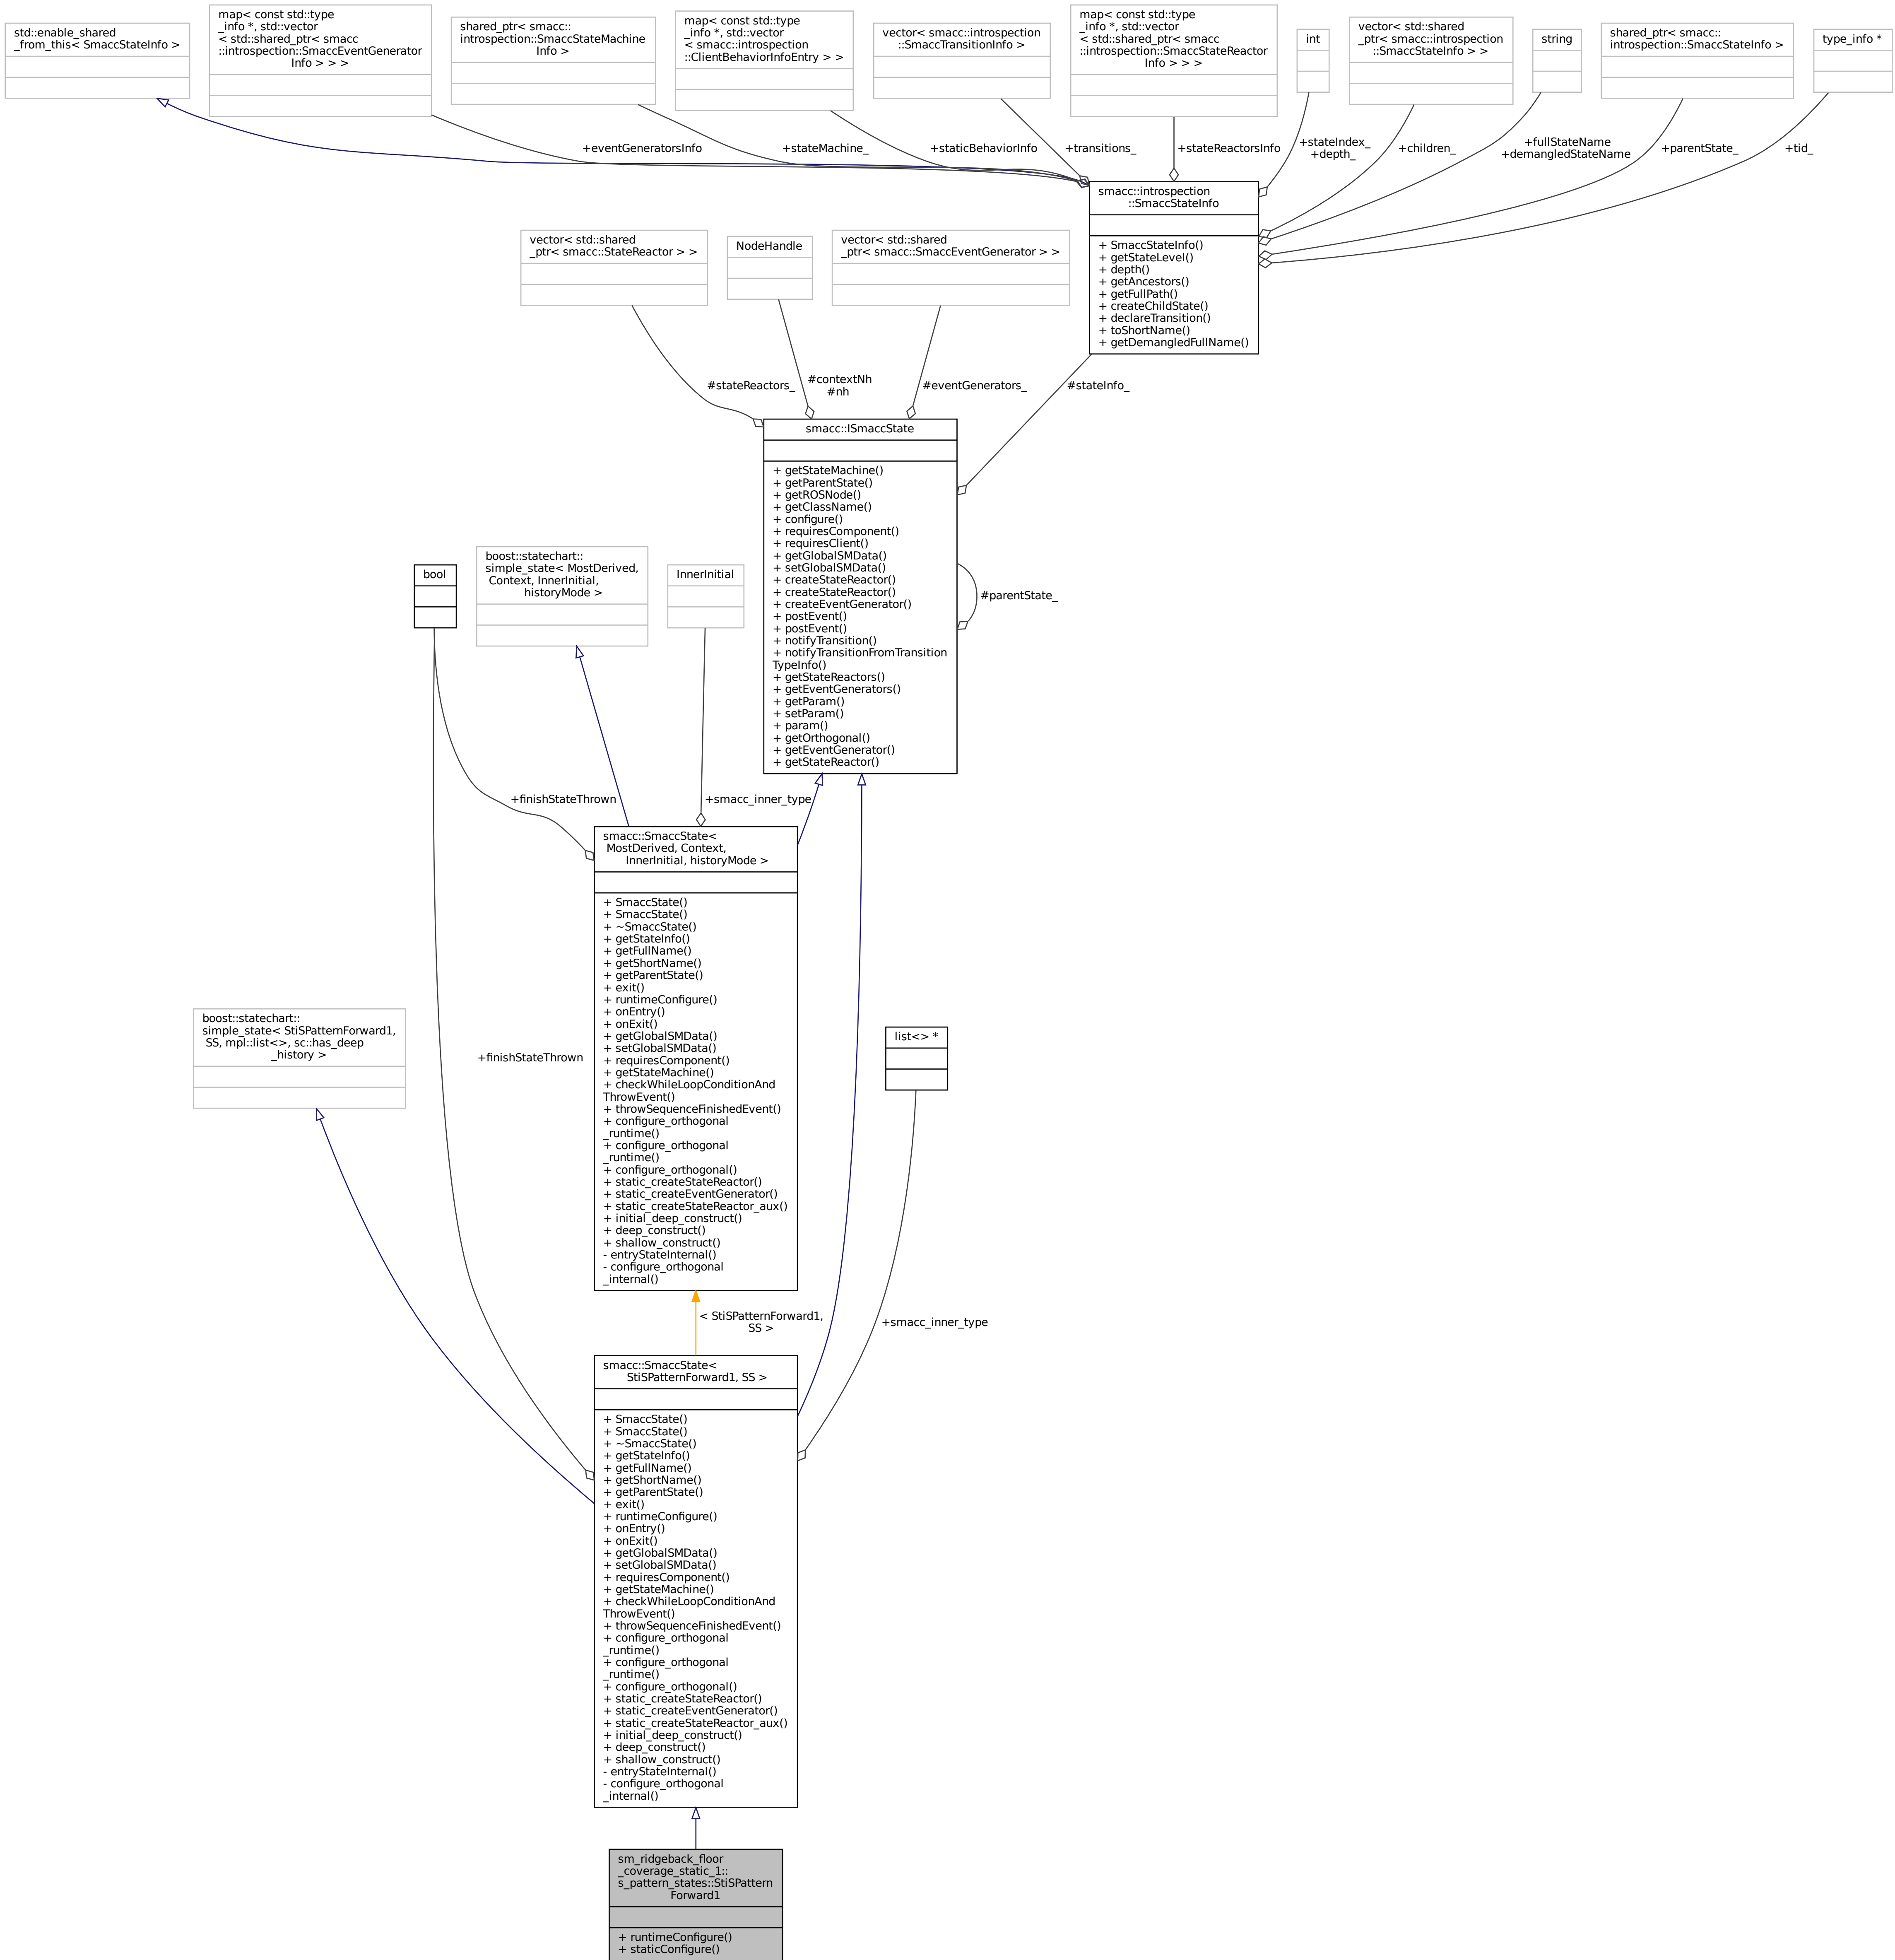 std::enable_shared
_from_this< SmaccStateInfo >
map< const std::type
_info *, std::vector
< std::shared_ptr< smacc
::introspection::SmaccEventGenerator
Info > > >
shared_ptr< smacc::
introspection::SmaccStateMachine
Info >
map< const std::type
_info *, std::vector
< smacc::introspection
::ClientBehaviorInfoEntry > >
vector< smacc::introspection
::SmaccTransitionInfo >
map< const std::type
_info *, std::vector
< std::shared_ptr< smacc
::introspection::SmaccStateReactor
Info > > >
int
vector< std::shared
_ptr< smacc::introspection
::SmaccStateInfo > >
string
shared_ptr< smacc::
introspection::SmaccStateInfo >
type_info *
+eventGeneratorsInfo
+stateMachine_
+staticBehaviorInfo
+transitions_
+stateReactorsInfo
+stateIndex_
+depth_
+children_
+fullStateName
+demangledStateName
+parentState_
+tid_
smacc::introspection
::SmaccStateInfo
+ SmaccStateInfo()
+ getStateLevel()
+ depth()
+ getAncestors()
+ getFullPath()
+ createChildState()
+ declareTransition()
+ toShortName()
+ getDemangledFullName()
vector< std::shared
_ptr< smacc::StateReactor > >
NodeHandle
vector< std::shared
_ptr< smacc::SmaccEventGenerator > >
#stateReactors_
#contextNh
#nh
#eventGenerators_
#stateInfo_
smacc::ISmaccState
+ getStateMachine()
+ getParentState()
+ getROSNode()
+ getClassName()
+ configure()
+ requiresComponent()
+ requiresClient()
+ getGlobalSMData()
+ setGlobalSMData()
+ createStateReactor()
+ createStateReactor()
+ createEventGenerator()
+ postEvent()
+ postEvent()
+ notifyTransition()
+ notifyTransitionFromTransition
TypeInfo()
+ getStateReactors()
+ getEventGenerators()
+ getParam()
+ setParam()
+ param()
+ getOrthogonal()
+ getEventGenerator()
+ getStateReactor()
#parentState_
bool
boost::statechart::
simple_state< MostDerived,
Context, InnerInitial,
historyMode >
InnerInitial
+finishStateThrown
+smacc_inner_type
smacc::SmaccState<
MostDerived, Context,
InnerInitial, historyMode >
+ SmaccState()
+ SmaccState()
+ ~SmaccState()
+ getStateInfo()
+ getFullName()
+ getShortName()
+ getParentState()
+ exit()
+ runtimeConfigure()
+ onEntry()
+ onExit()
+ getGlobalSMData()
+ setGlobalSMData()
+ requiresComponent()
+ getStateMachine()
+ checkWhileLoopConditionAnd
ThrowEvent()
+ throwSequenceFinishedEvent()
+ configure_orthogonal
_runtime()
+ configure_orthogonal
_runtime()
+ configure_orthogonal()
+ static_createStateReactor()
+ static_createEventGenerator()
+ static_createStateReactor_aux()
+ initial_deep_construct()
+ deep_construct()
+ shallow_construct()
- entryStateInternal()
- configure_orthogonal
_internal()
boost::statechart::
simple_state< StiSPatternForward1,
SS, mpl::list<>, sc::has_deep
_history >
+finishStateThrown
list<> *
< StiSPatternForward1,
SS >
+smacc_inner_type
smacc::SmaccState<
StiSPatternForward1, SS >
+ SmaccState()
+ SmaccState()
+ ~SmaccState()
+ getStateInfo()
+ getFullName()
+ getShortName()
+ getParentState()
+ exit()
+ runtimeConfigure()
+ onEntry()
+ onExit()
+ getGlobalSMData()
+ setGlobalSMData()
+ requiresComponent()
+ getStateMachine()
+ checkWhileLoopConditionAnd
ThrowEvent()
+ throwSequenceFinishedEvent()
+ configure_orthogonal
_runtime()
+ configure_orthogonal
_runtime()
+ configure_orthogonal()
+ static_createStateReactor()
+ static_createEventGenerator()
+ static_createStateReactor_aux()
+ initial_deep_construct()
+ deep_construct()
+ shallow_construct()
- entryStateInternal()
- configure_orthogonal
_internal()
sm_ridgeback_floor
_coverage_static_1::
s_pattern_states::StiSPattern
Forward1
+ runtimeConfigure()
+ staticConfigure()